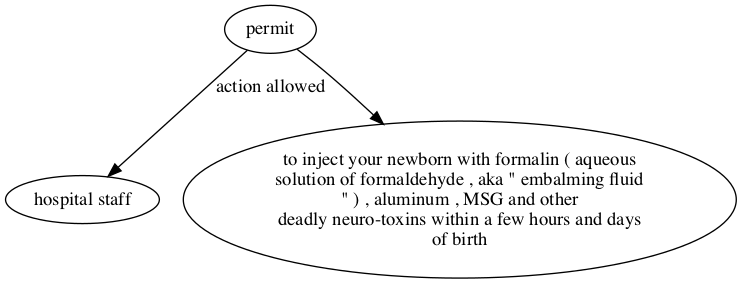 permit
action allowed
hospital staff
to inject your newborn with formalin ( aqueous
solution of formaldehyde , aka " embalming fluid
" ) , aluminum , MSG and other
deadly neuro-toxins within a few hours and days
of birth